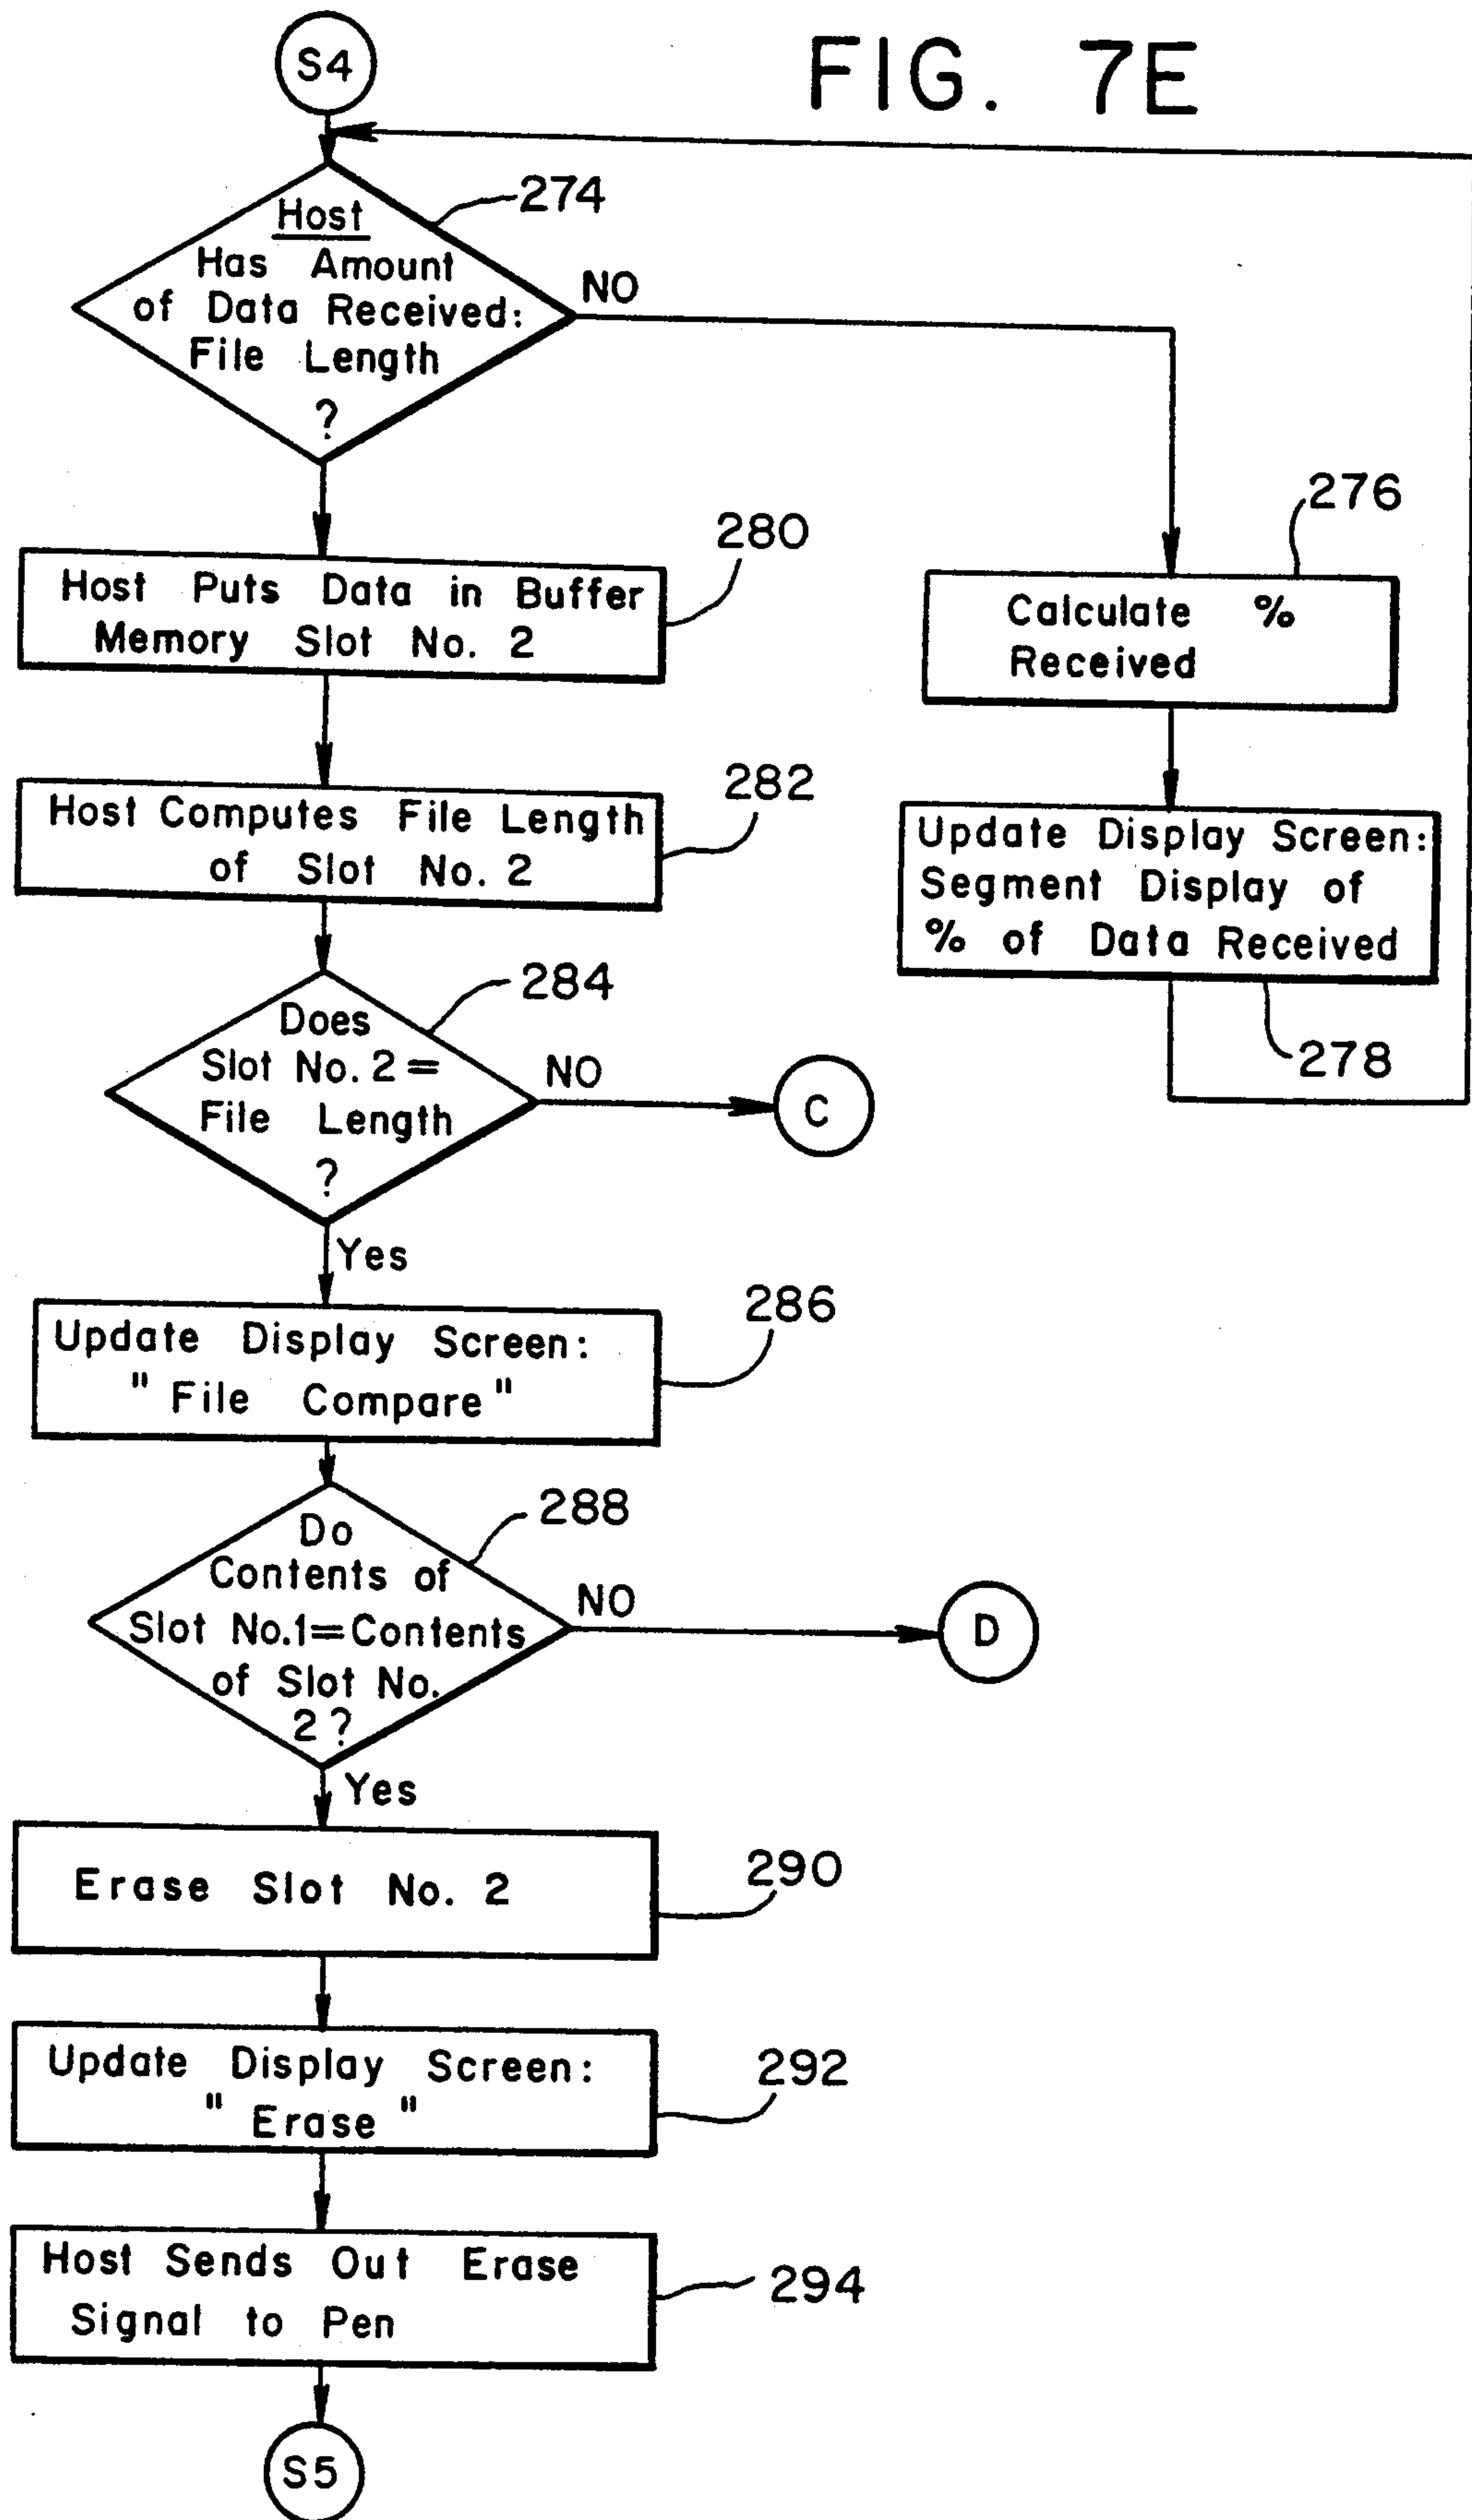 FIG. 7E
S4
274
Host
Has Amount
of Data Received:
File Length
?
NO
276
Calculate %
Received
Update Display Screen:
Segment Display of
% of Data Received
278
280
Host Puts Data in Buffer
Memory Slot No. 2
282
Host Computes File Length
of Slot No. 2
284
Does
Slot No. 2 =
File Length
?
NO
C
Yes
286
Update Display Screen:
" File Compare "
288
Do
Contents of
Slot No.1=Contents
of Slot No.
2 ?
NO
D
Yes
290
Erase Slot No. 2
292
Update Display Screen:
" Erase "
294
Host Sends Out Erase
Signal to Pen
S5